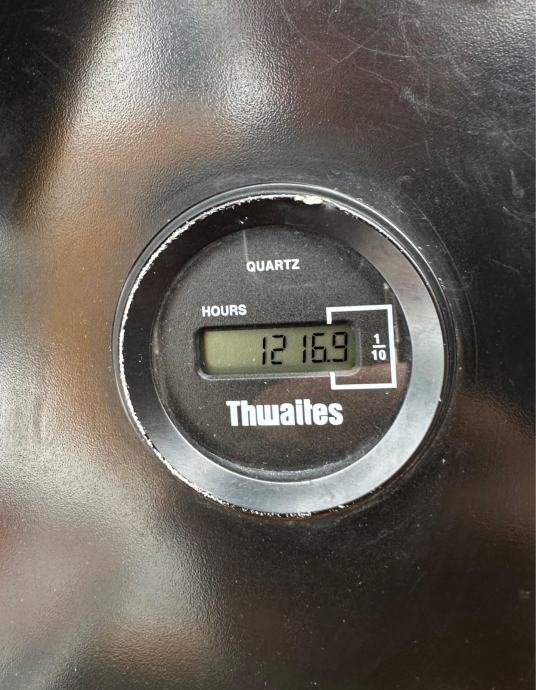 QUARTZ
HOURS
1216.9
1
10
Thwaites